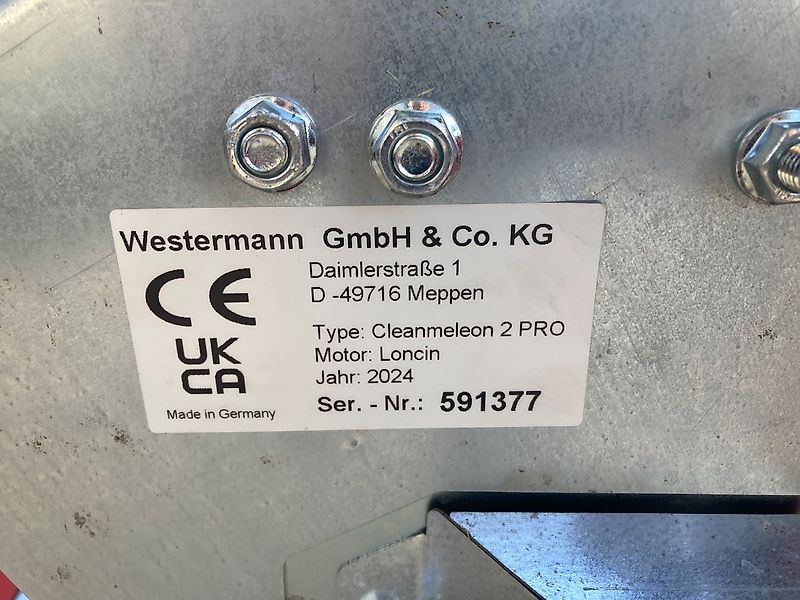 Westermann GmbH & Co. KG
Daimlerstraße 1
D -49716 Meppen
CE
UK
CA
Type: Cleanmeleon 2 PRO
Motor: Loncin
Jahr: 2024
Ser. - Nr.: 591377
Made in Germany